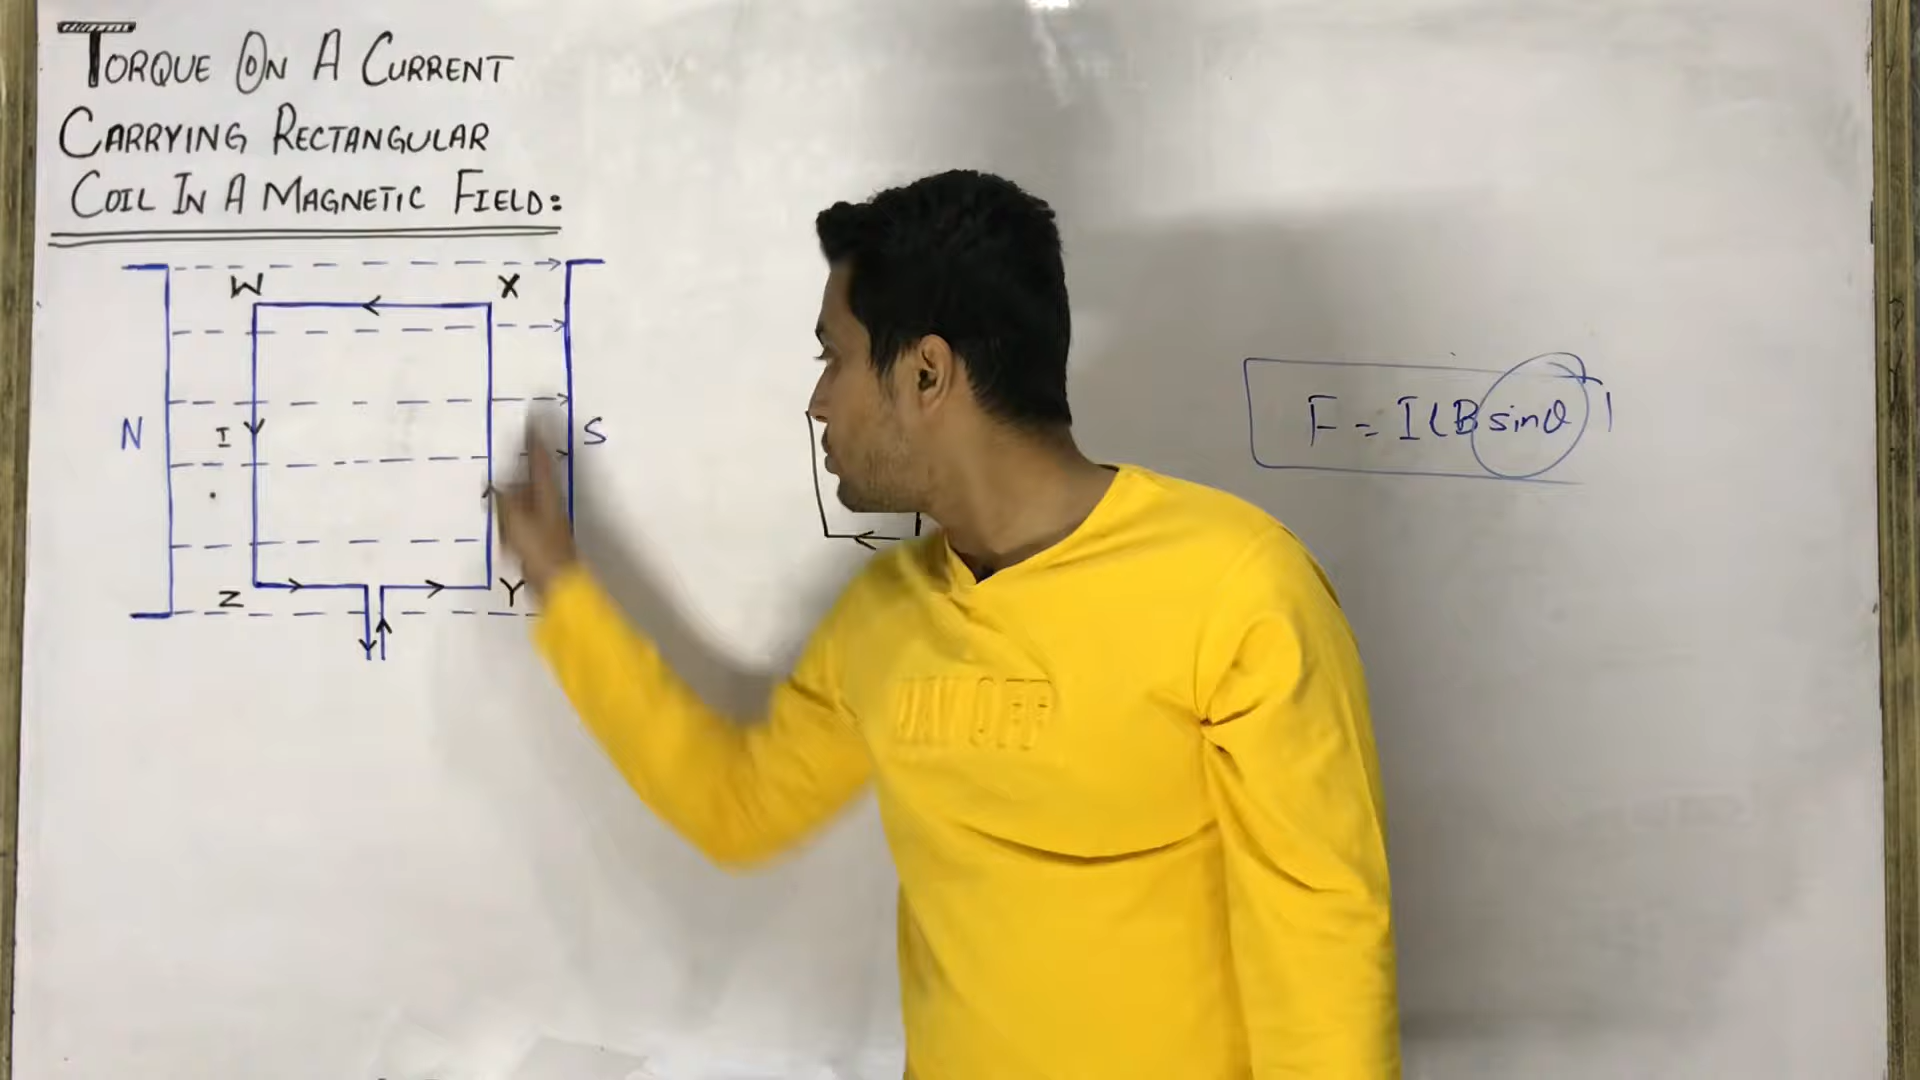 TORQUE ON A CURRENT
CARRYING RECTANGULAR
COIL IN A MAGNETIC FIELD:
W X
N I S
Z Y
F = IlB sinθ
DAY OFF